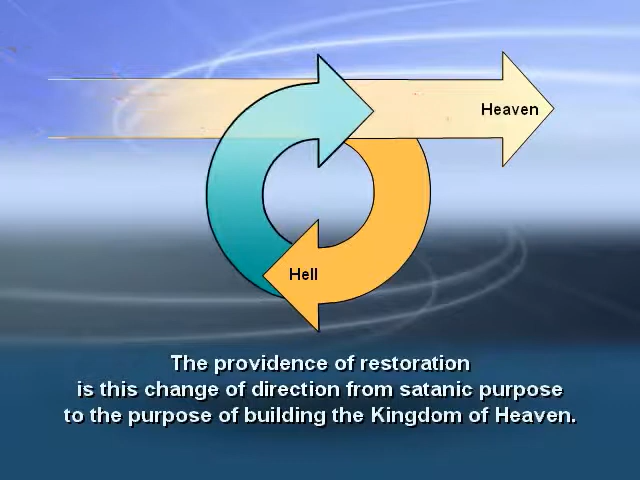 Heaven
Hell
The providence of restoration
is this change of direction from satanic purpose
to the purpose of building the Kingdom of Heaven.